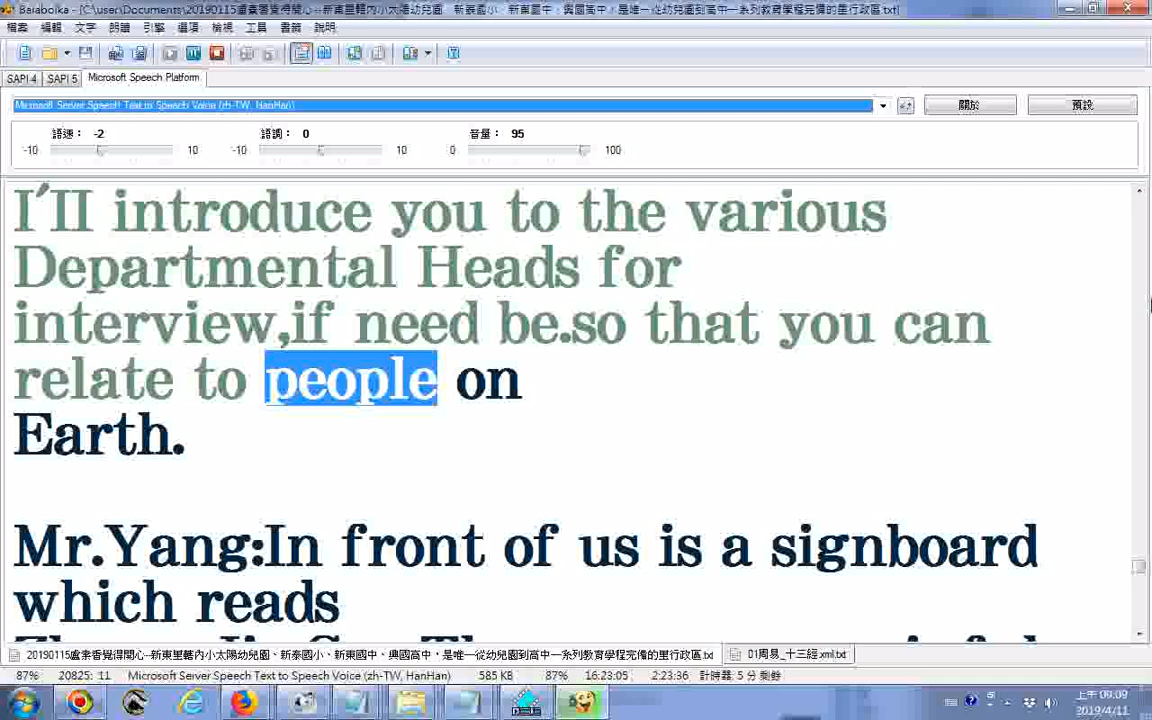 Balabolka - [C:\user\Documents\20190115盧素香覺得開心--新東里轄內小太陽幼兒園、新泰國小、新東國中、興國高中，是唯一從幼兒園到高中一系列教育學程完備的里行政區.txt]
檔案 編輯 文字 朗讀 引擎 選項 檢視 工具 書籤 說明
SAPI 4 SAPI 5 Microsoft Speech Platform
Microsoft Server Speech Text to Speech Voice (zh-TW, HanHan)
關於 預設
語速： -2 語調： 0 音量： 95
-10 10 -10 10 0 100
I'II introduce you to the various
Departmental Heads for
interview,if need be.so that you can
relate to people on
Earth.
Mr.Yang:In front of us is a signboard
which reads
20190115盧素香覺得開心--新東里轄內小太陽幼兒園、新泰國小、新東國中、興國高中，是唯一從幼兒園到高中一系列教育學程完備的里行政區.txt 01周易_十三經.xml.txt
87% 20825: 11 Microsoft Server Speech Text to Speech Voice (zh-TW, HanHan) 585 KB 87% 16:23:05 2:23:36 計時器: 5 分 剩餘
上午 09:09
2019/4/11